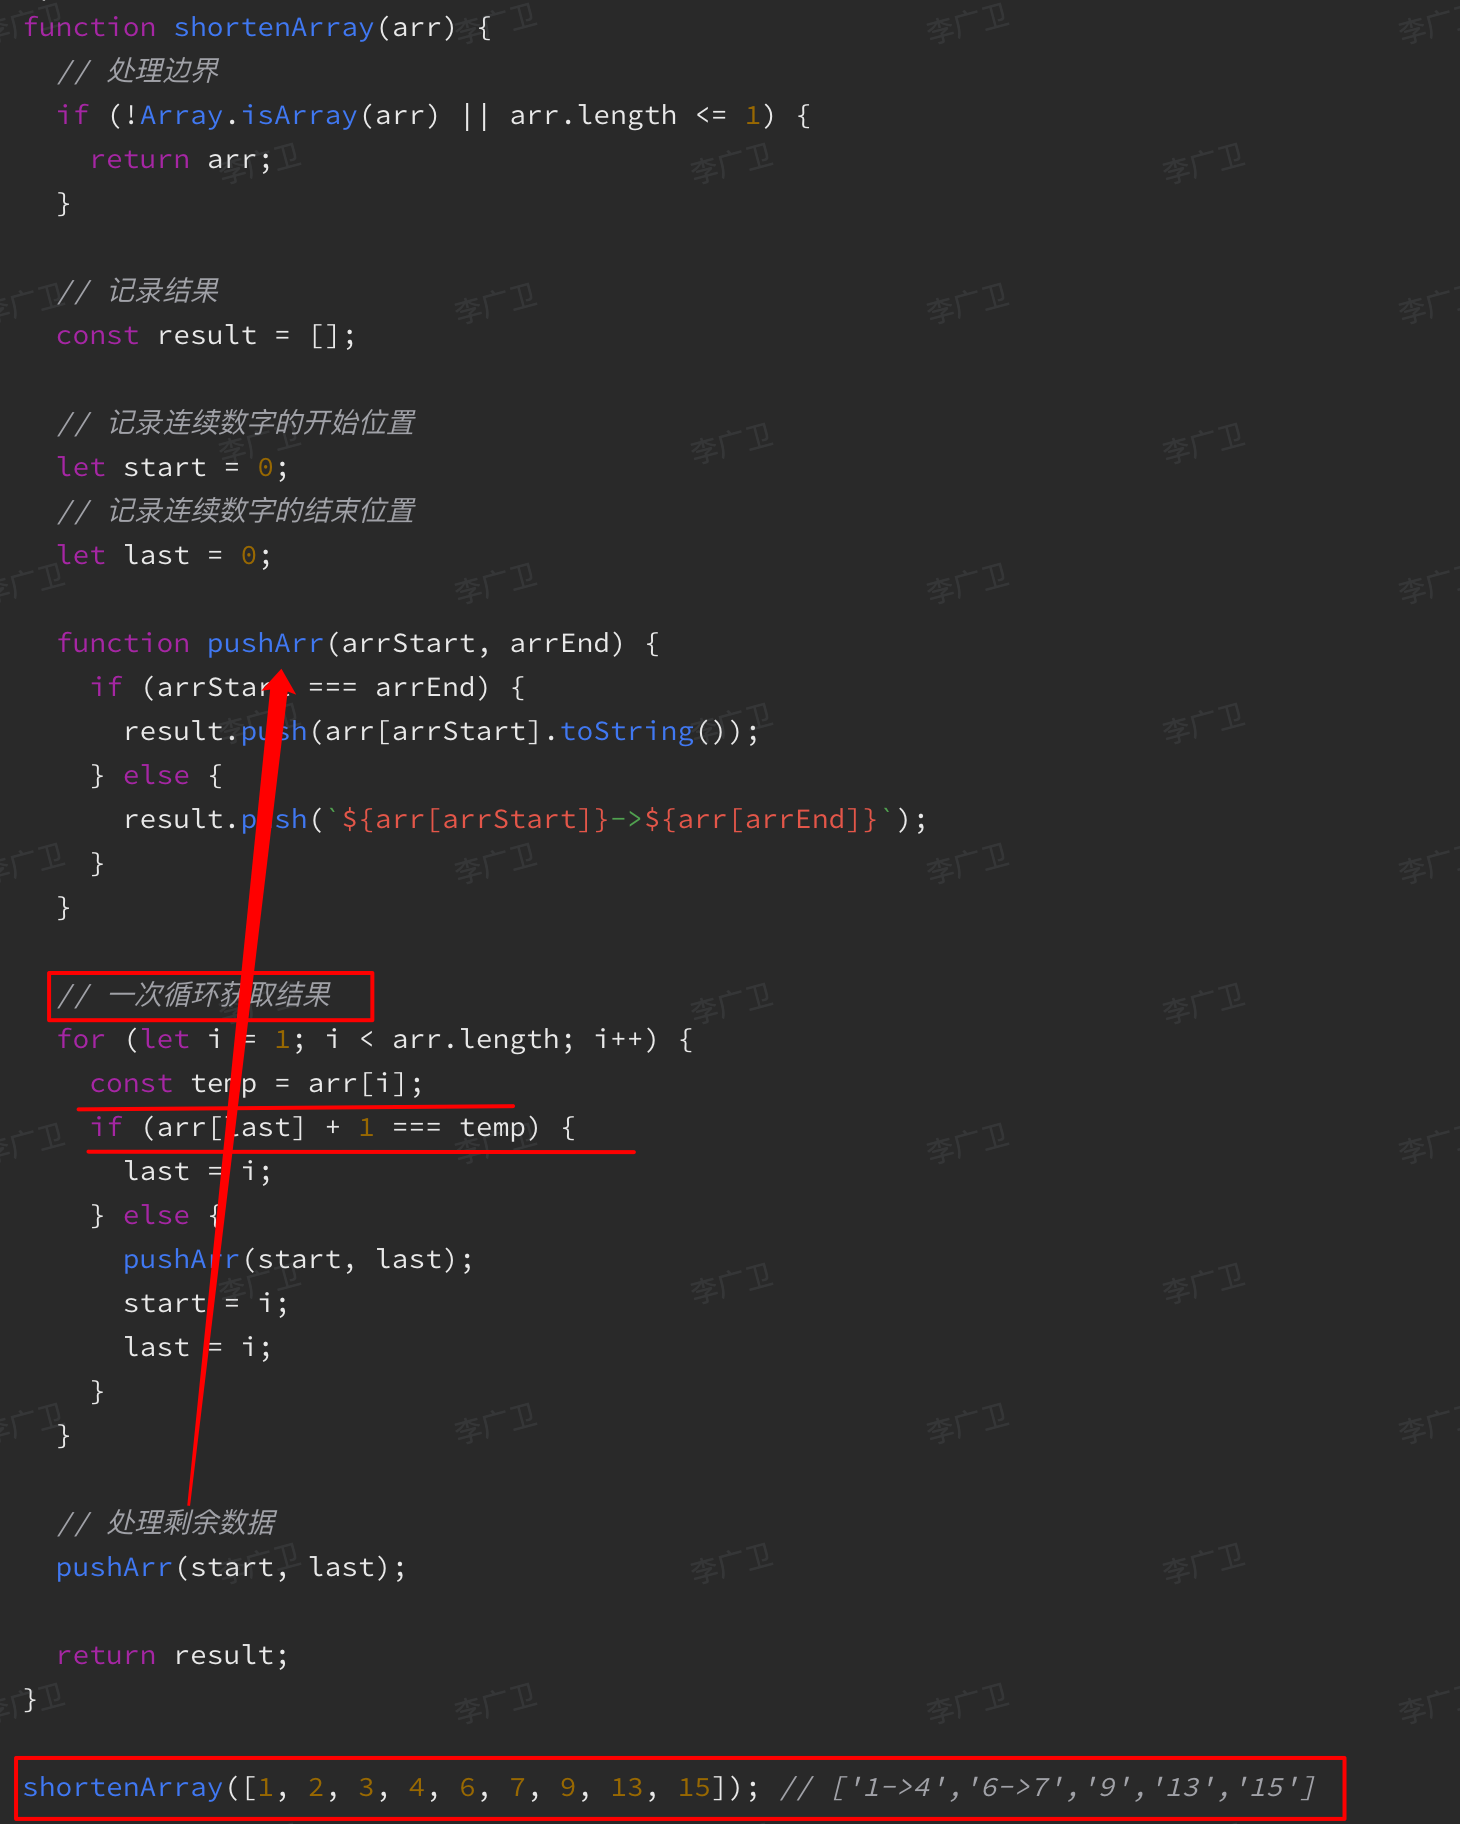 function shortenArray(arr) {
  // 处理边界
  if (!Array.isArray(arr) || arr.length <= 1) {
    return arr;
  }
  // 记录结果
  const result = [];
  // 记录连续数字的开始位置
  let start = 0;
  // 记录连续数字的结束位置
  let last = 0;
  function pushArr(arrStart, arrEnd) {
    if (arrStart === arrEnd) {
      result.push(arr[arrStart].toString());
    } else {
      result.push(`${arr[arrStart]}->${arr[arrEnd]}`);
    }
  }
  // 一次循环获取结果
  for (let i = 1; i < arr.length; i++) {
    const temp = arr[i];
    if (arr[last] + 1 === temp) {
      last = i;
    } else {
      pushArr(start, last);
      start = i;
      last = i;
    }
  }
  // 处理剩余数据
  pushArr(start, last);
  return result;
}
shortenArray([1, 2, 3, 4, 6, 7, 9, 13, 15]); // ['1->4','6->7','9','13','15']
李广卫